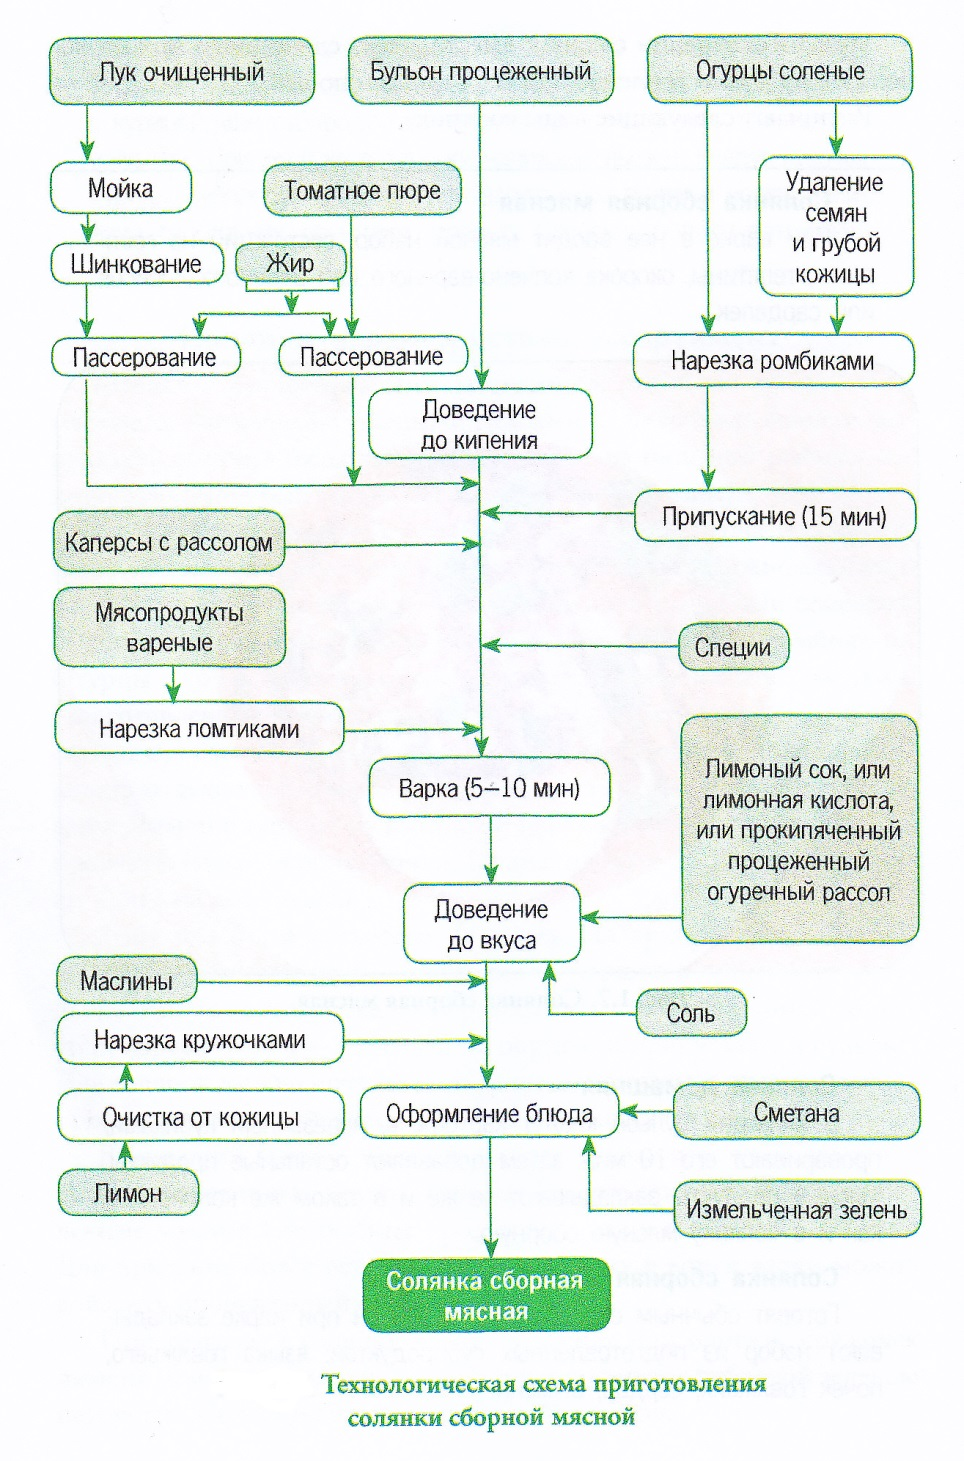 Лук очищенный
Бульон процеженный
Огурцы соленые
Мойка
Томатное пюре
Удаление
семян
и грубой
кожицы
Шинкование
Жир
Пассерование
Пассерование
Нарезка ромбиками
Доведение
до кипения
Припускание (15 мин)
Каперсы с рассолом
Мясопродукты
вареные
Специи
Нарезка ломтиками
Варка (5–10 мин)
Лимоный сок, или
лимонная кислота,
или прокипяченный
процеженный
огуречный рассол
Доведение
до вкуса
Маслины
Соль
Нарезка кружочками
Очистка от кожицы
Оформление блюда
Сметана
Лимон
Измельченная зелень
Солянка сборная
мясная
Технологическая схема приготовления
солянки сборной мясной